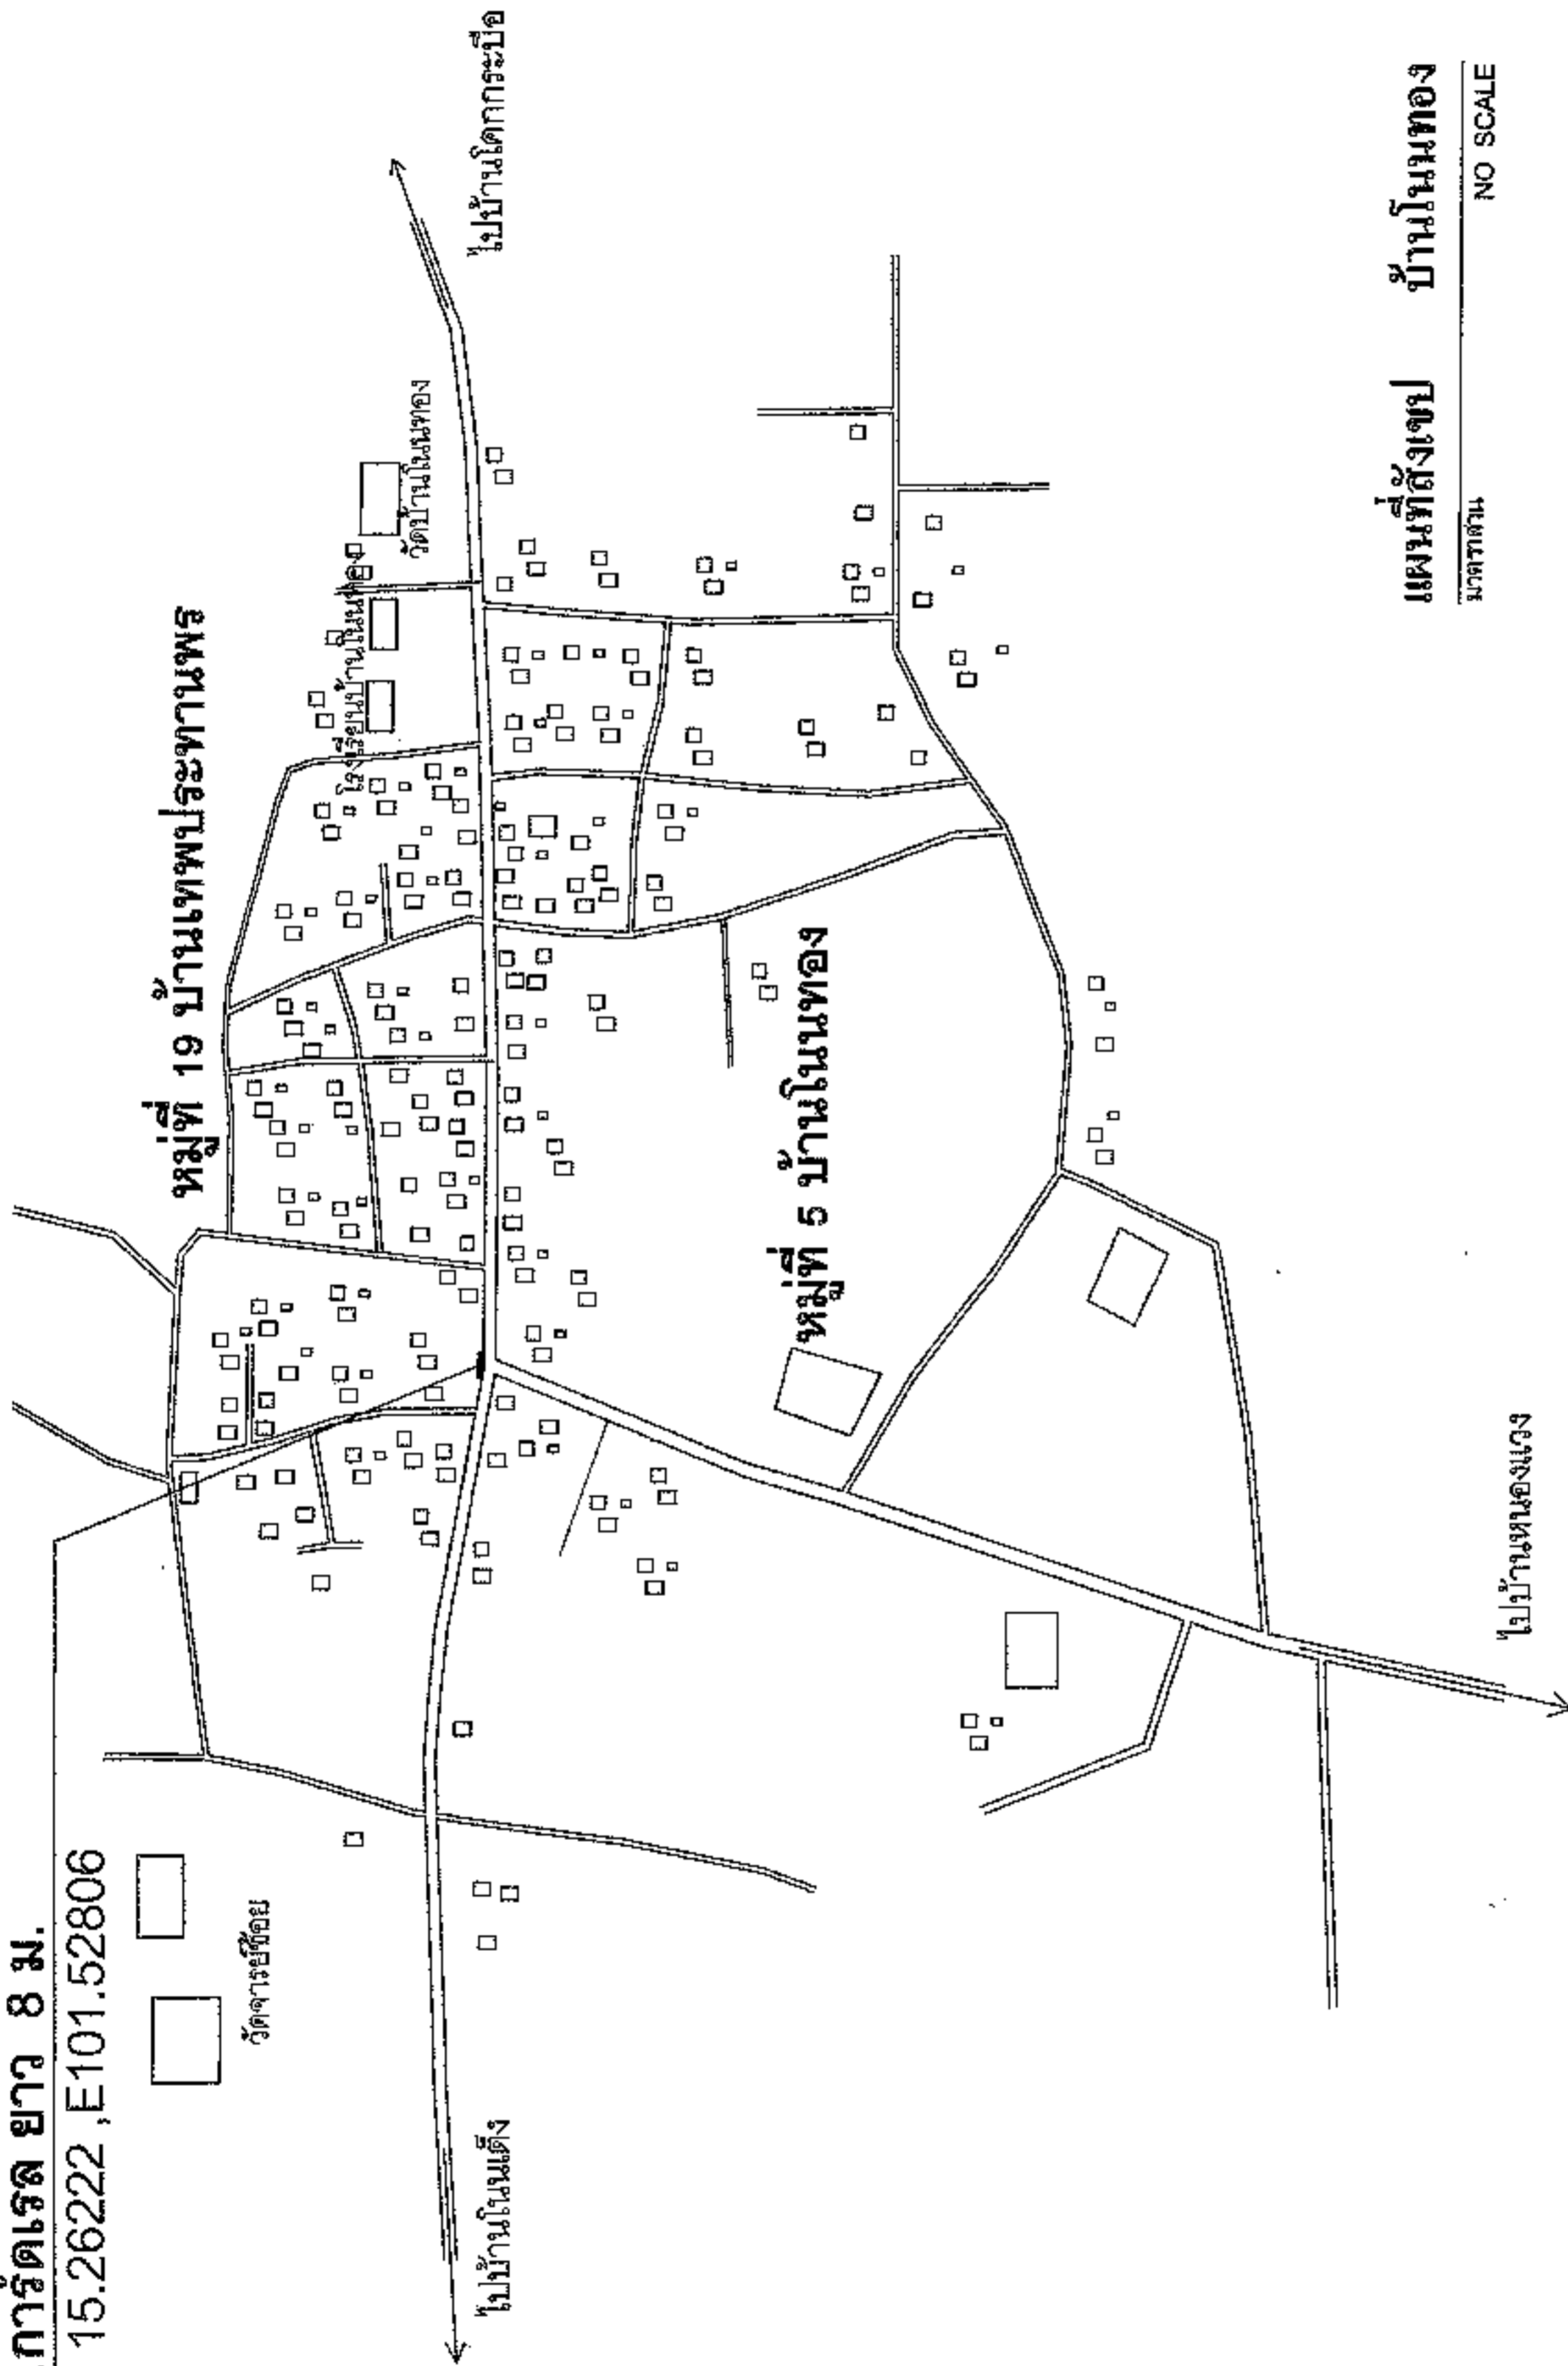 การ์ดเรล ยาว 8 ม.
15.26222 ,E101.52806
วัดจารย์ช้อย
หมู่ที่ 19 บ้านเทพประทานพร
โรงเรียนบ้านโนนทอง
วัดบ้านโนนทอง
ไปบ้านโคกกระบือ
ไปบ้านโนนเต็ง
หมู่ที่ 5 บ้านโนนทอง
ไปบ้านหนองแวง
แผนที่สังเขป บ้านโนนทอง
มาตราส่วน NO SCALE